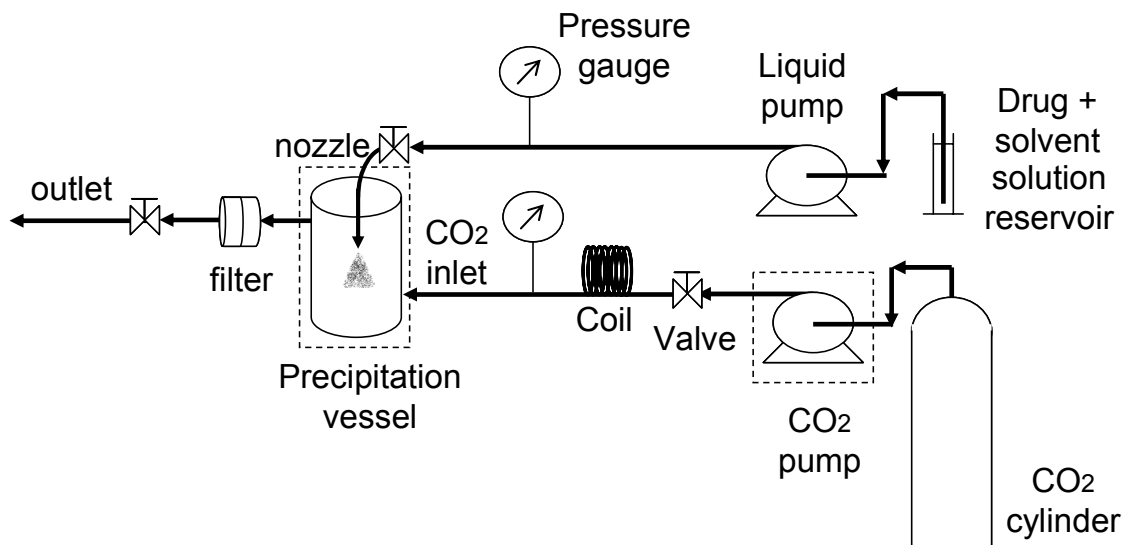 Pressure
gauge
Liquid
pump
Drug +
solvent
solution
reservoir
nozzle
outlet
CO2
inlet
filter
Coil
Valve
Precipitation
vessel
CO2
pump
CO2
cylinder